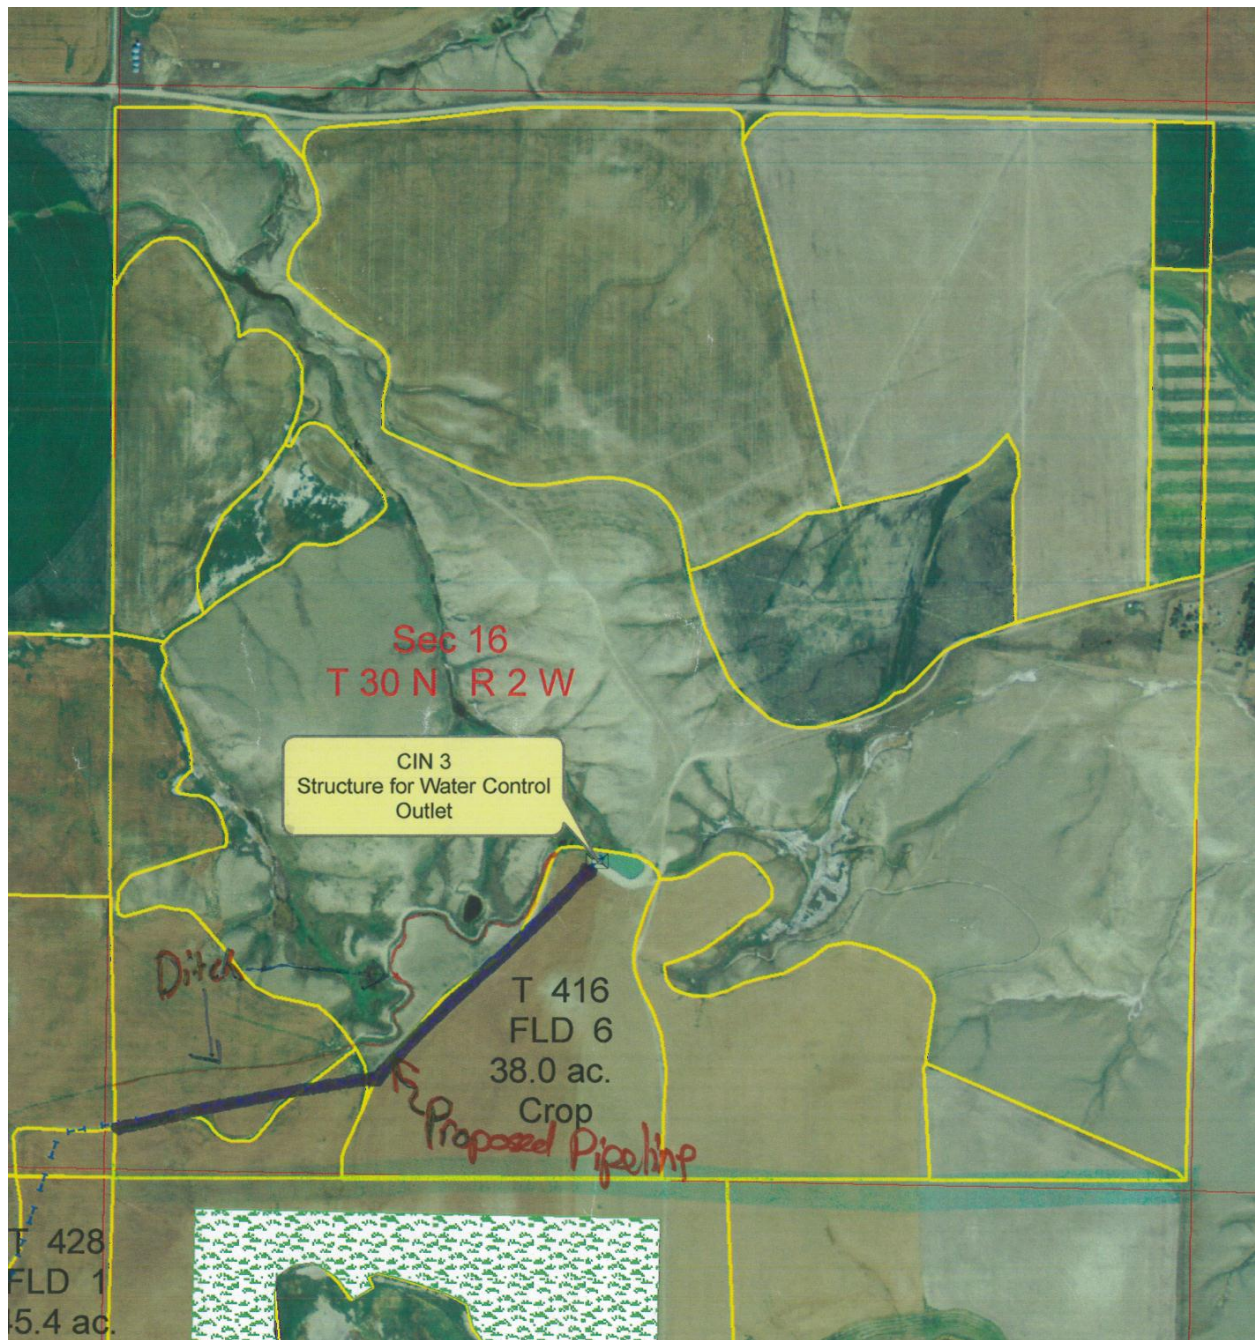 Sec 16
T 30 N R 2 W
CIN 3
Structure for Water Control
Outlet
Ditch
T 416
FLD 6
38.0 ac.
Crop
Proposed Pipeline
T 428
FLD 1
45.4 ac.